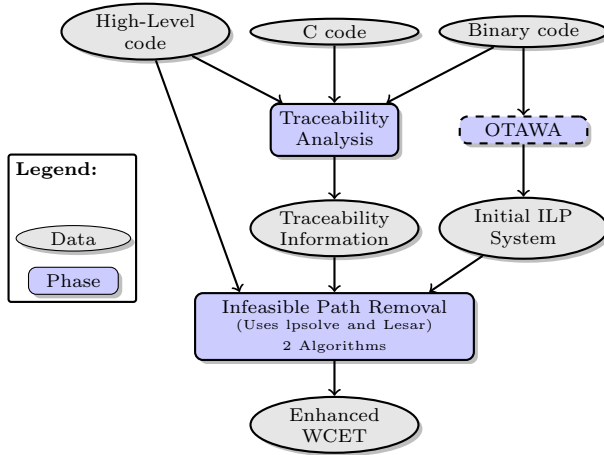 High-Level
code
C code
Binary code
Traceability
Analysis
OTAWA
Legend:
Data
Phase
Traceability
Information
Initial ILP
System
Infeasible Path Removal
(Uses lpsolve and Lesar)
2 Algorithms
Enhanced
WCET